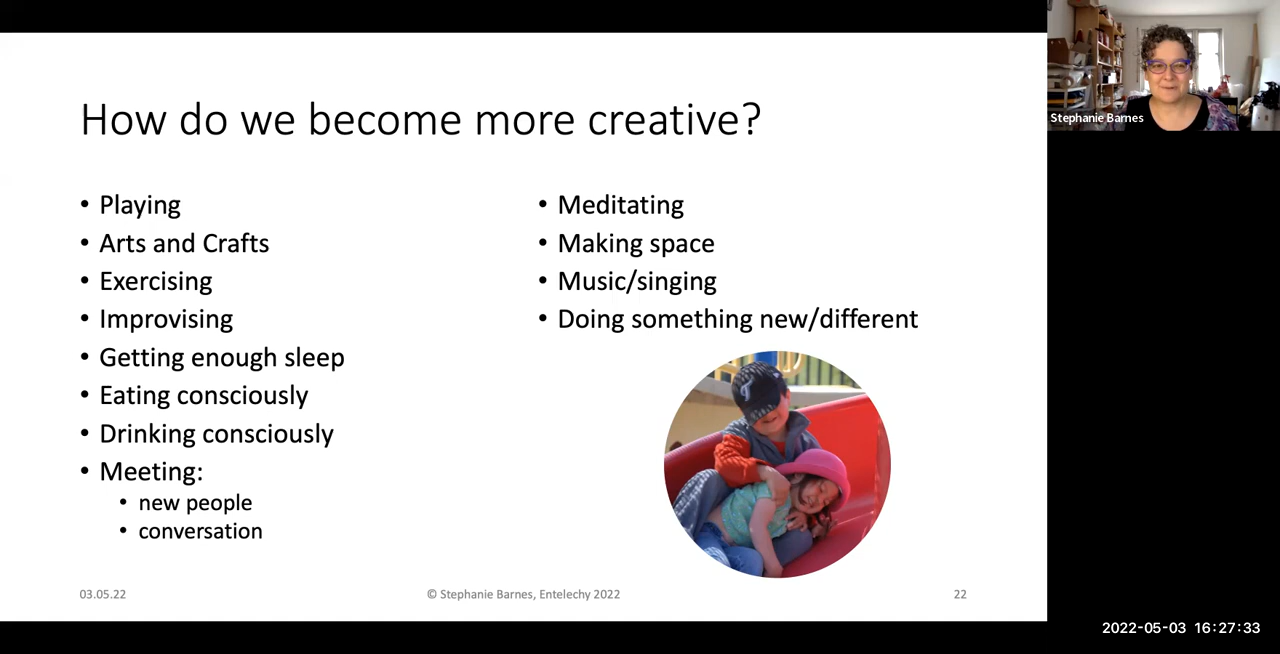 How do we become more creative?
• Playing
• Arts and Crafts
• Exercising
• Improvising
• Getting enough sleep
• Eating consciously
• Drinking consciously
• Meeting:
• new people
• conversation
• Meditating
• Making space
• Music/singing
• Doing something new/different
03.05.22
© Stephanie Barnes, Entelechy 2022
22
Stephanie Barnes
2022-05-03 16:27:33